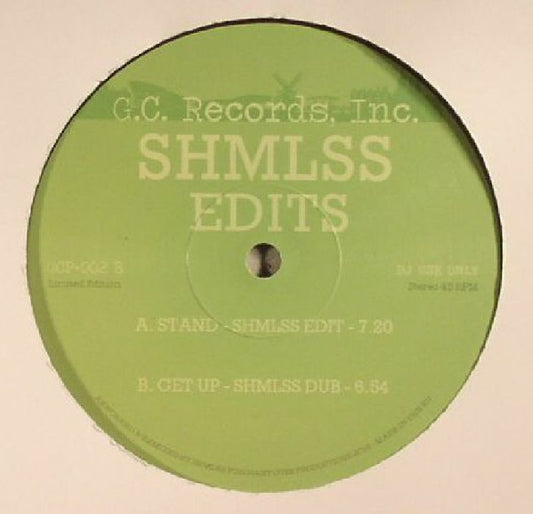 G.C. Records, Inc.
SHMLSS
EDITS
GCP-002 B
DJ USE ONLY
Limited Edition
Stereo 45 RPM
A. STAND - SHMLSS EDIT - 7.20
B. GET UP - SHMLSS DUB - 6.54